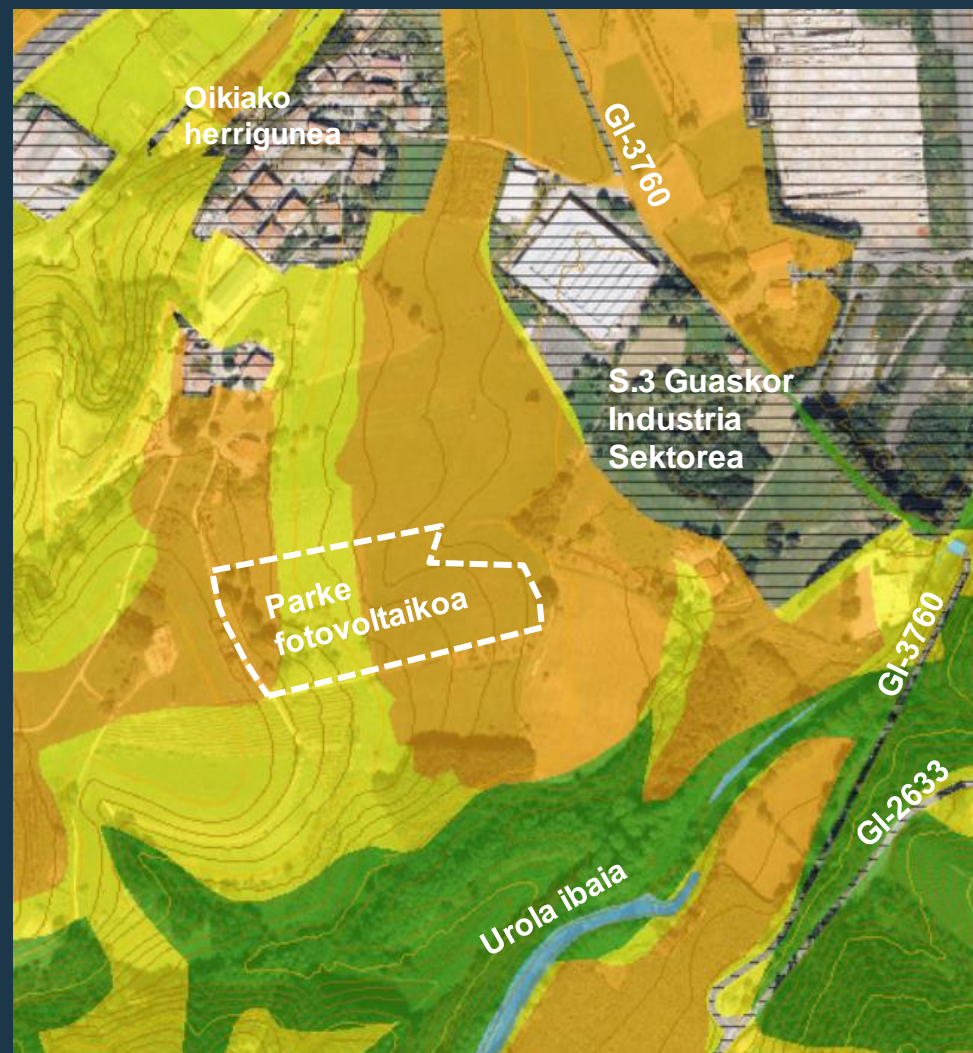 Oikiako
herrigunea
GI-3760
S.3 Guaskor
Industria
Sektorea
Parke
fotovoltaikoa
GI-3760
GI-2633
Urola ibaia